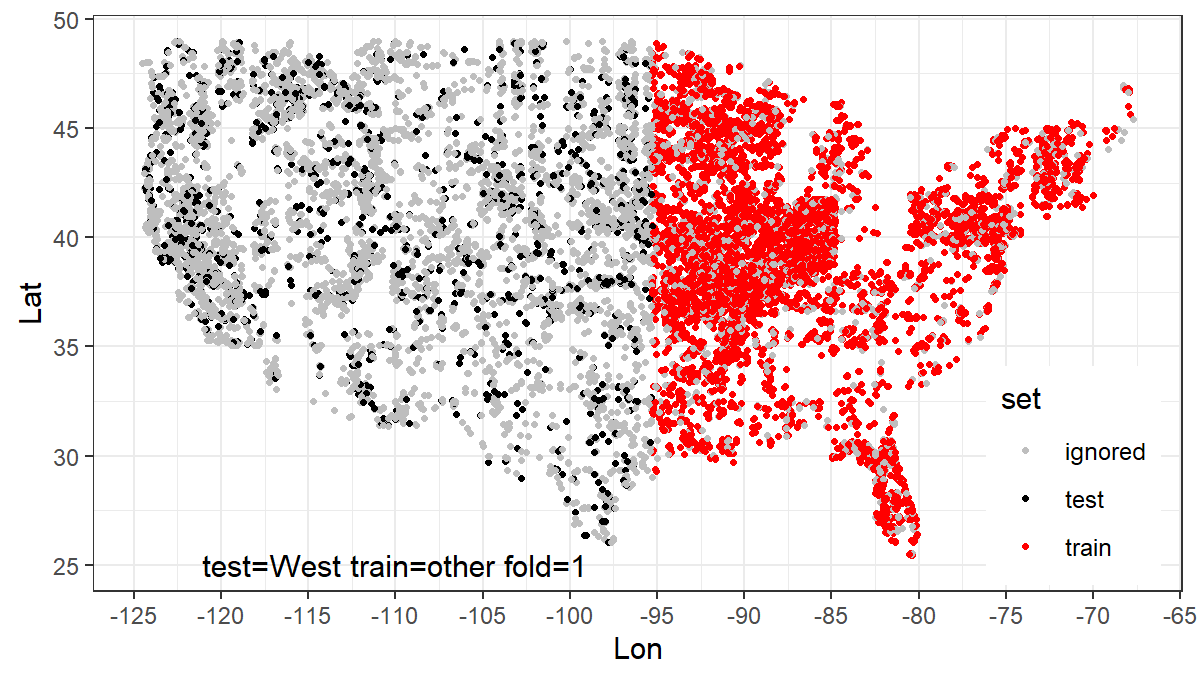 50
45
40
35
30
25
Lat
set
ignored
test
train
test=West train=other fold=1
-125 -120 -115 -110 -105 -100 -95 -90 -85 -80 -75 -70 -65
Lon